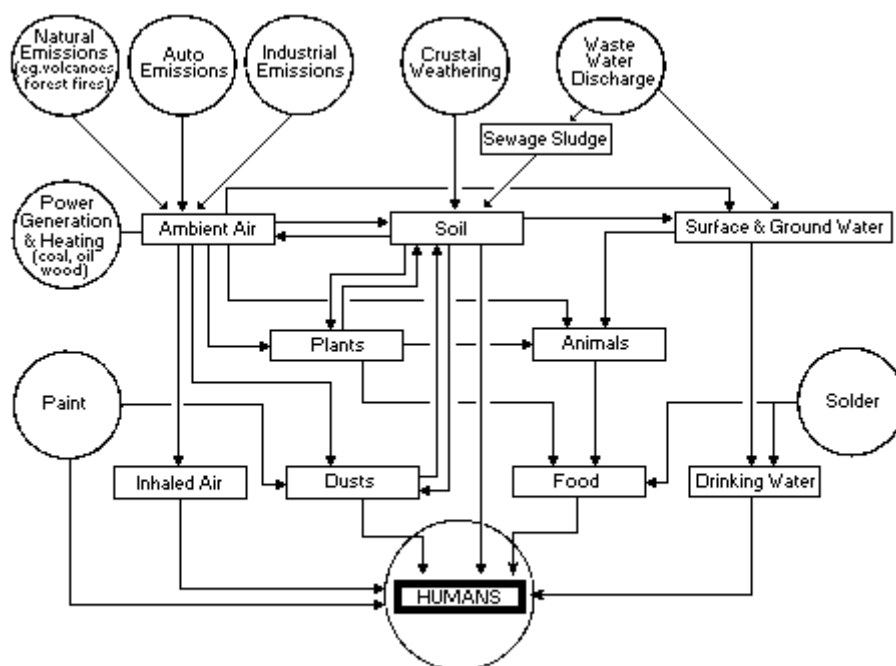 Natural
Emissions
(eg.volcanoes
forest fires)
Auto
Emissions
Industrial
Emissions
Crustal
Weathering
Waste
Water
Discharge
Sewage Sludge
Power
Generation
& Heating
(coal, oil
wood)
Ambient Air
Soil
Surface & Ground Water
Plants
Animals
Paint
Solder
Inhaled Air
Dusts
Food
Drinking Water
HUMANS